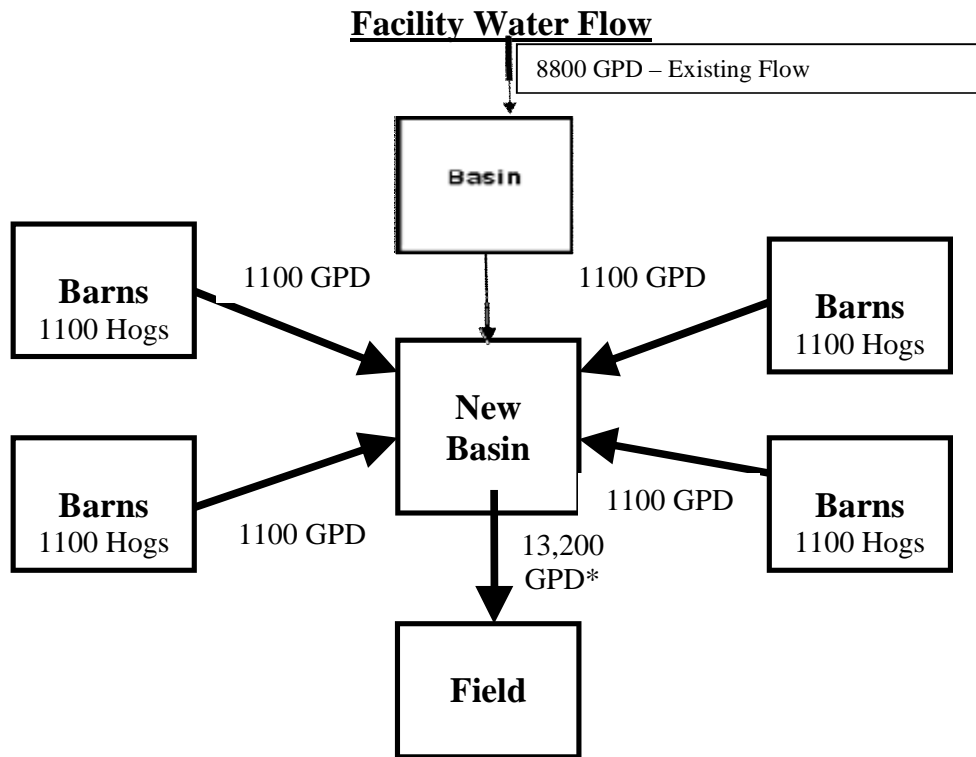 Facility Water Flow
8800 GPD – Existing Flow
Basin
1100 GPD
1100 GPD
Barns
1100 Hogs
Barns
1100 Hogs
New
Basin
Barns
1100 Hogs
1100 GPD
1100 GPD
Barns
1100 Hogs
13,200
GPD*
Field